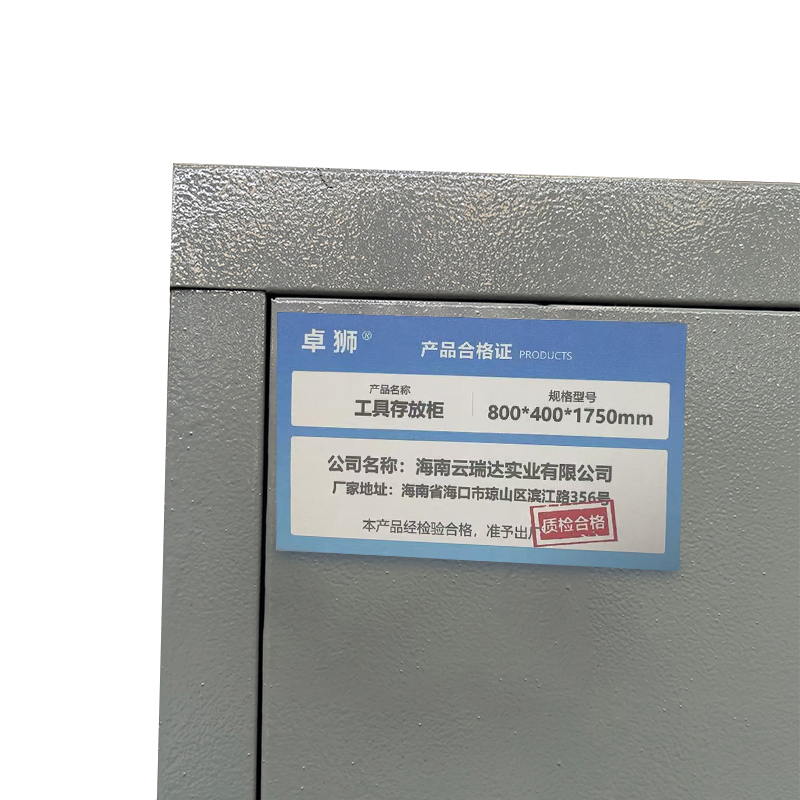 卓狮®
产品合格证 PRODUCTS
产品名称
工具存放柜
规格型号
800*400*1750mm
公司名称：海南云瑞达实业有限公司
厂家地址：海南省海口市琼山区滨江路356号
本产品经检验合格，准予出厂
质检合格